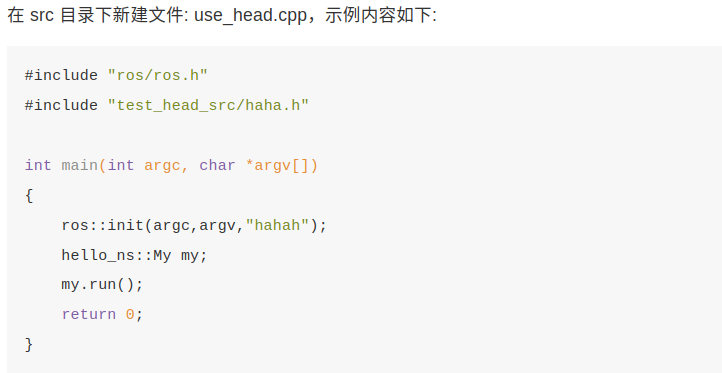 在 src 目录下新建文件: use_head.cpp，示例内容如下:
#include "ros/ros.h"
#include "test_head_src/haha.h"
int main(int argc, char *argv[])
{
    ros::init(argc,argv,"hahah");
    hello_ns::My my;
    my.run();
    return 0;
}